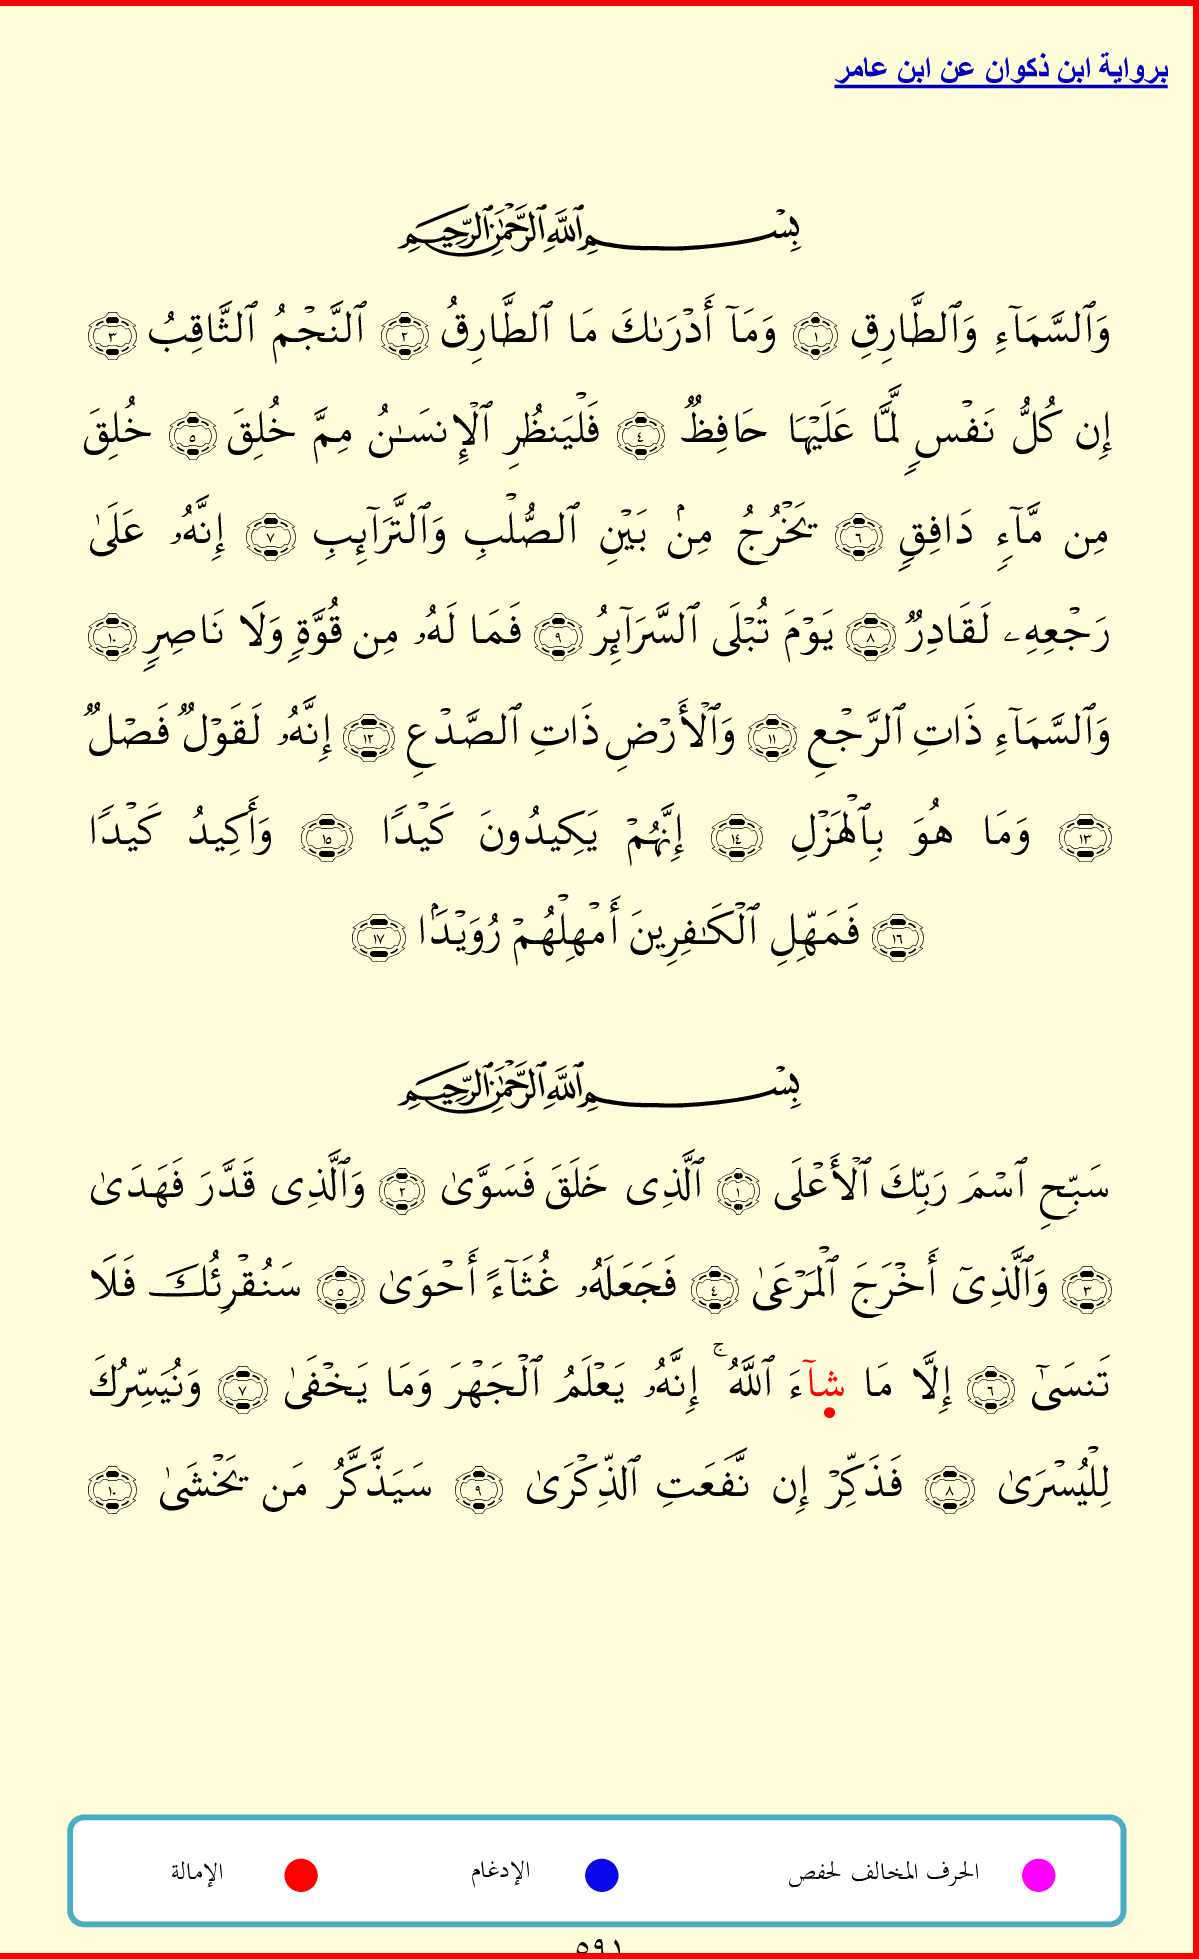 برواية ابن ذكوان عن ابن عامر
بِسْمِ ٱللَّهِ ٱلرَّحْمَٰنِ ٱلرَّحِيمِ
وَٱلسَّمَآءِ وَٱلطَّارِقِ ١ وَمَآ أَدْرَىٰكَ مَا ٱلطَّارِقُ ٢ ٱلنَّجْمُ ٱلثَّاقِبُ ٣
إِن كُلُّ نَفْسٍ لَّمَّا عَلَيْهَا حَافِظٌ ٤ فَلْيَنظُرِ ٱلْإِنسَٰنُ مِمَّ خُلِقَ ٥ خُلِقَ
مِن مَّآءٍ دَافِقٍ ٦ يَخْرُجُ مِنۢ بَيْنِ ٱلصُّلْبِ وَٱلتَّرَآئِبِ ٧ إِنَّهُۥ عَلَىٰ
رَجْعِهِۦ لَقَادِرٌ ٨ يَوْمَ تُبْلَى ٱلسَّرَآئِرُ ٩ فَمَا لَهُۥ مِن قُوَّةٍ وَلَا نَاصِرٍ ١٠
وَٱلسَّمَآءِ ذَاتِ ٱلرَّجْعِ ١١ وَٱلْأَرْضِ ذَاتِ ٱلصَّدْعِ ١٢ إِنَّهُۥ لَقَوْلٌ فَصْلٌ
١٣ وَمَا هُوَ بِٱلْهَزْلِ ١٤ إِنَّهُمْ يَكِيدُونَ كَيْدًا ١٥ وَأَكِيدُ كَيْدًا
١٦ فَمَهِّلِ ٱلْكَٰفِرِينَ أَمْهِلْهُمْ رُوَيْدَۢا ١٧
بِسْمِ ٱللَّهِ ٱلرَّحْمَٰنِ ٱلرَّحِيمِ
سَبِّحِ ٱسْمَ رَبِّكَ ٱلْأَعْلَى ١ ٱلَّذِى خَلَقَ فَسَوَّىٰ ٢ وَٱلَّذِى قَدَّرَ فَهَدَىٰ
٣ وَٱلَّذِىٓ أَخْرَجَ ٱلْمَرْعَىٰ ٤ فَجَعَلَهُۥ غُثَآءً أَحْوَىٰ ٥ سَنُقْرِئُكَ فَلَا
تَنسَىٰٓ ٦ إِلَّا مَا شَآءَ ٱللَّهُ ۚ إِنَّهُۥ يَعْلَمُ ٱلْجَهْرَ وَمَا يَخْفَىٰ ٧ وَنُيَسِّرُكَ
لِلْيُسْرَىٰ ٨ فَذَكِّرْ إِن نَّفَعَتِ ٱلذِّكْرَىٰ ٩ سَيَذَّكَّرُ مَن يَخْشَىٰ ١٠
الحرف المخالف لحفص الإدغام الإمالة
٥٩١